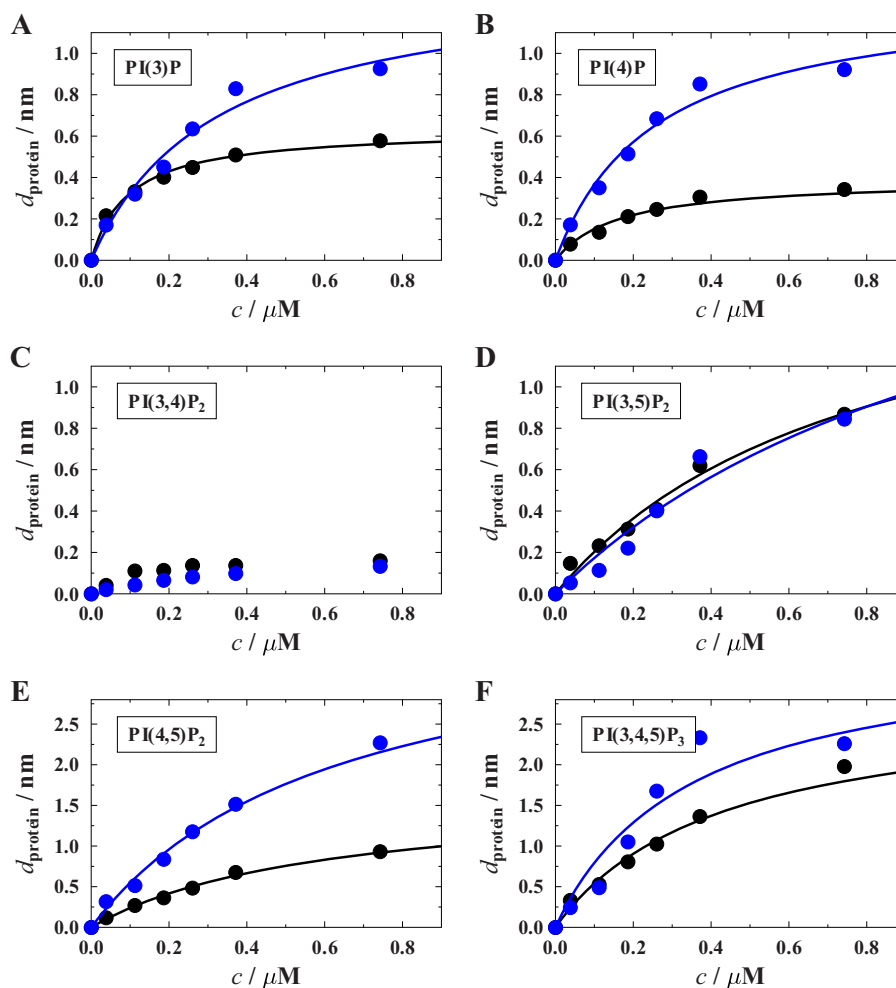 A
PI(3)P
d_protein / nm
1.0
0.8
0.6
0.4
0.2
0.0
0.0 0.2 0.4 0.6 0.8
c / μM
B
PI(4)P
d_protein / nm
1.0
0.8
0.6
0.4
0.2
0.0
0.0 0.2 0.4 0.6 0.8
c / μM
C
PI(3,4)P₂
d_protein / nm
1.0
0.8
0.6
0.4
0.2
0.0
0.0 0.2 0.4 0.6 0.8
c / μM
D
PI(3,5)P₂
d_protein / nm
1.0
0.8
0.6
0.4
0.2
0.0
0.0 0.2 0.4 0.6 0.8
c / μM
E
PI(4,5)P₂
d_protein / nm
2.5
2.0
1.5
1.0
0.5
0.0
0.0 0.2 0.4 0.6 0.8
c / μM
F
PI(3,4,5)P₃
d_protein / nm
2.5
2.0
1.5
1.0
0.5
0.0
0.0 0.2 0.4 0.6 0.8
c / μM